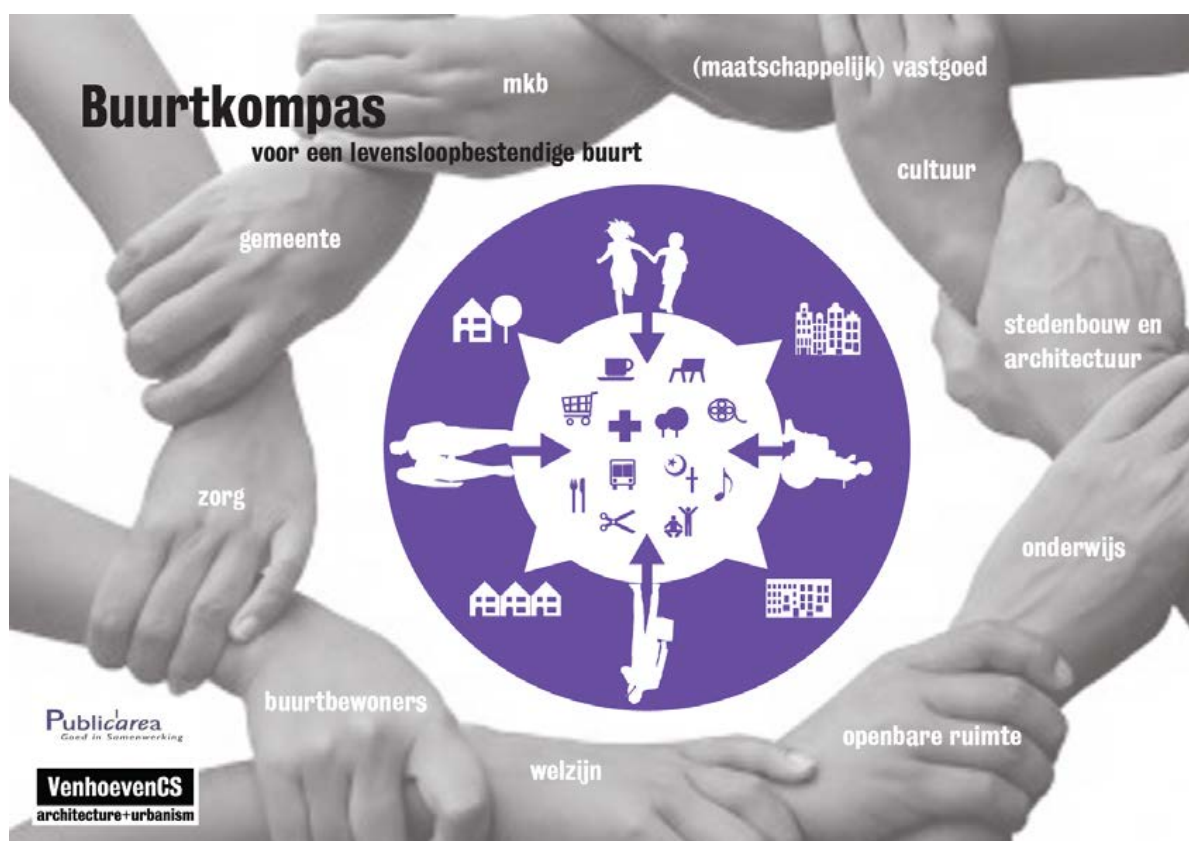 Buurtkompas
voor een levensloopbestendige buurt
mkb
(maatschappelijk) vastgoed
cultuur
gemeente
stedenbouw en
architectuur
zorg
onderwijs
buurtbewoners
openbare ruimte
welzijn
Publicarea
Goed in Samenwerking
VenhoevenCS
architecture+urbanism